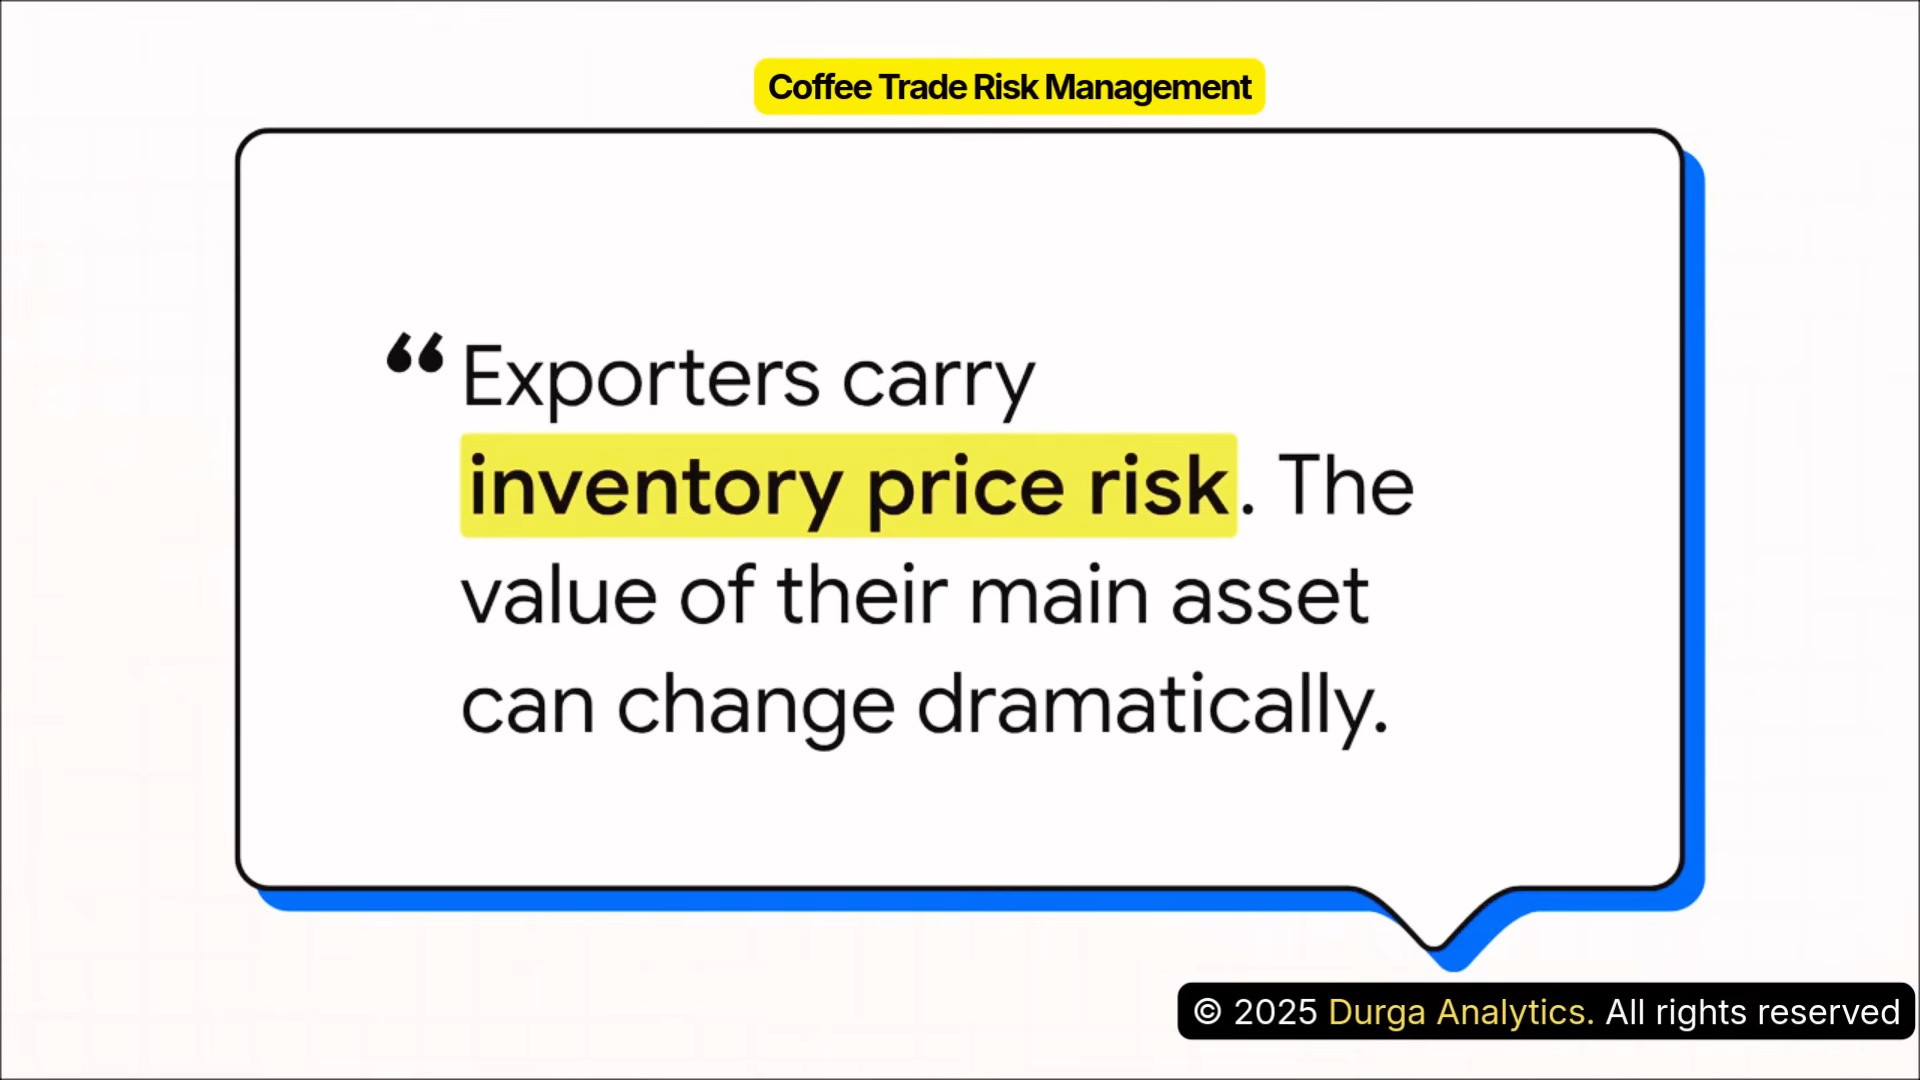 Coffee Trade Risk Management
“Exporters carry
inventory price risk. The
value of their main asset
can change dramatically.
© 2025 Durga Analytics. All rights reserved